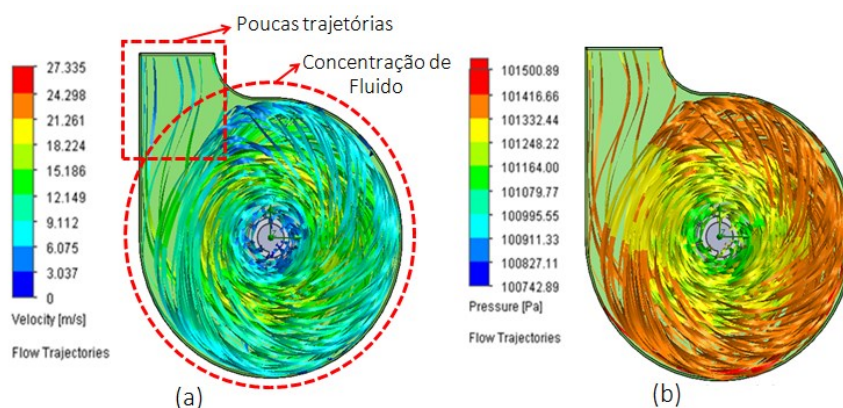 Poucas trajetórias
Concentração de
Fluido
27.335
24.298
21.261
18.224
15.186
12.149
9.112
6.075
3.037
0
Velocity [m/s]
Flow Trajectories
(a)
101500.89
101416.66
101332.44
101248.22
101164.00
101079.77
100995.55
100911.33
100827.11
100742.89
Pressure [Pa]
Flow Trajectories
(b)